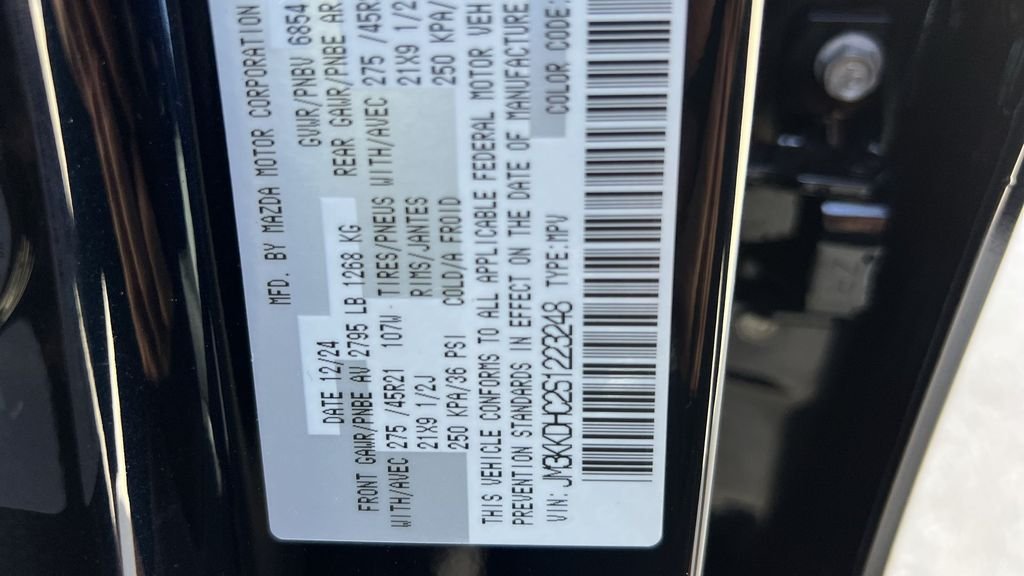 MFD. BY MAZDA MOTOR CORPORATION
DATE 12/24 GVWR/PNBV 6854
FRONT GAWR/PNBE AV 2795 LB 1268 KG REAR GAWR/PNBE AR
WITH/AVEC 275 /45R21 107W TIRES/PNEUS WITH/AVEC 275 /45R
21X9 1/2J RIMS/JANTES 21X9 1/2
250 KPA/36 PSI COLD/A FROID 250 KPA/
THIS VEHICLE CONFORMS TO ALL APPLICABLE FEDERAL MOTOR VEH
PREVENTION STANDARDS IN EFFECT ON THE DATE OF MANUFACTURE
VIN: JM3KKDHC2S1223248 TYPE:MPV COLOR CODE: